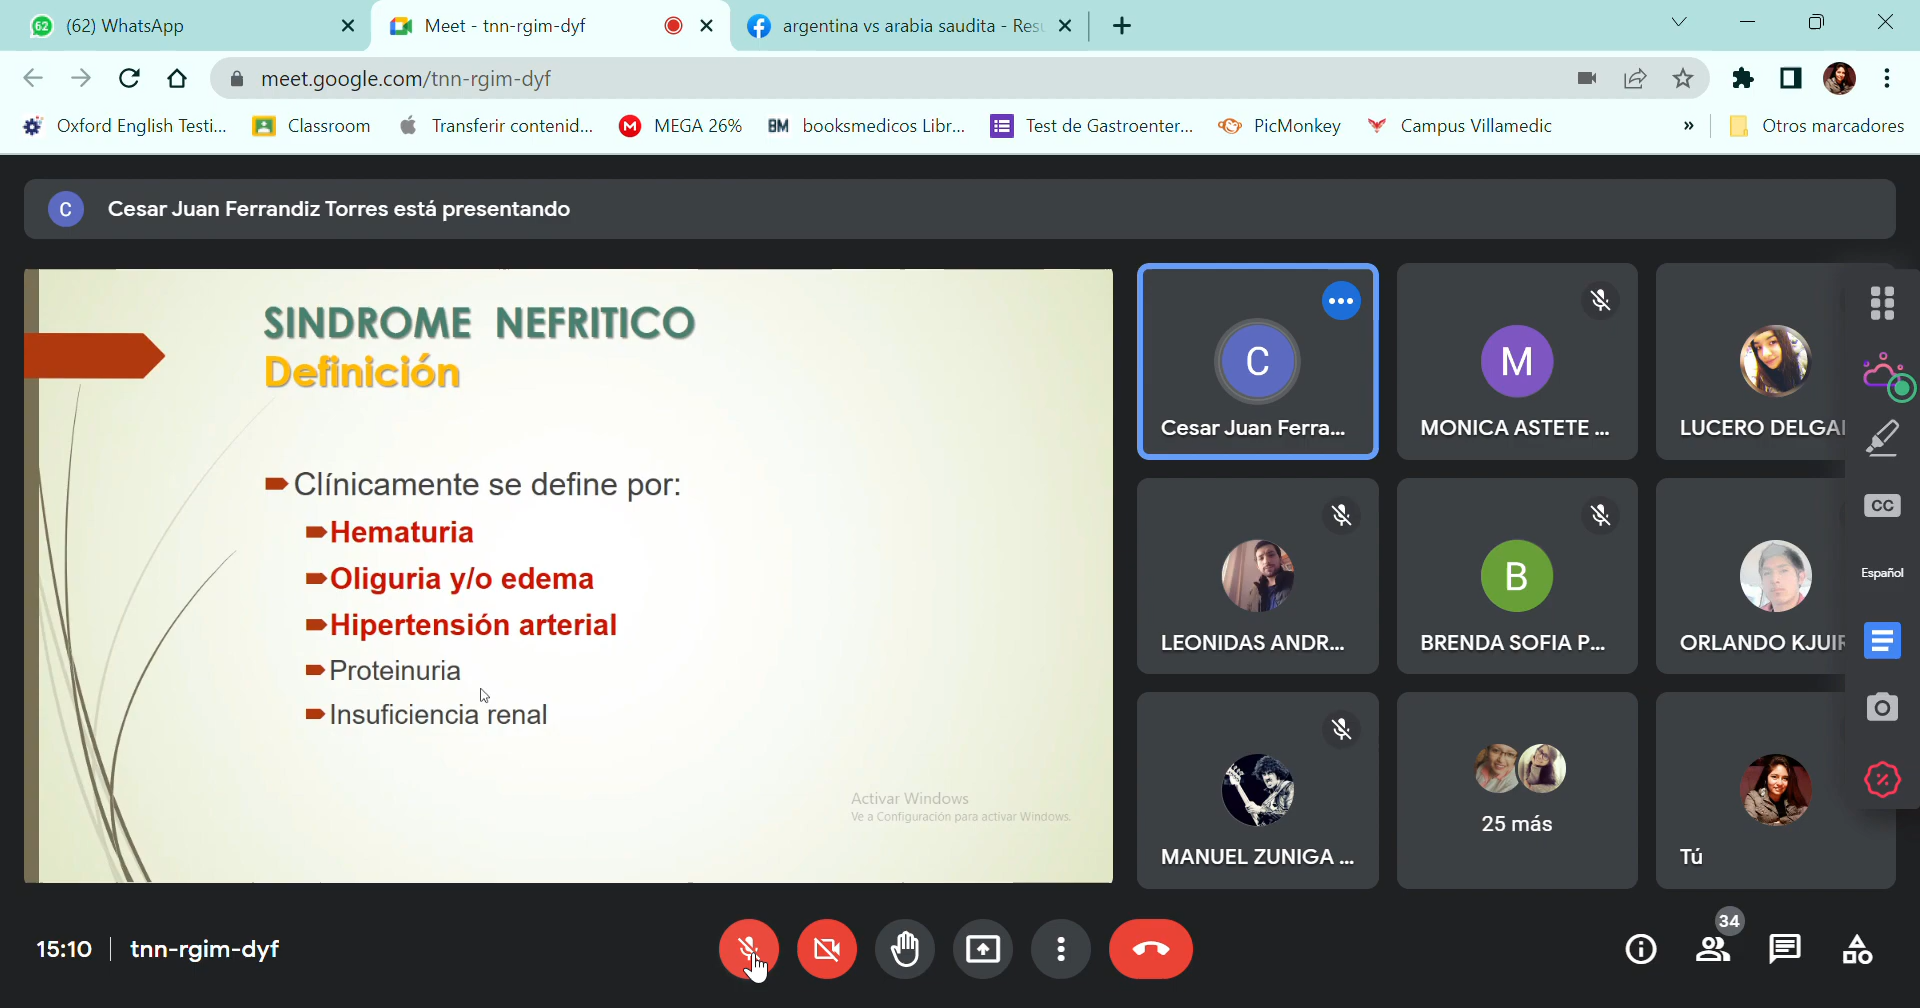 62
(62) WhatsApp
Meet - tnn-rgim-dyf
argentina vs arabia saudita - Resu
meet.google.com/tnn-rgim-dyf
Oxford English Testi...
Classroom
Transferir contenid...
M
MEGA 26%
BM
booksmedicos Libr...
Test de Gastroenter...
PicMonkey
Campus Villamedic
»
Otros marcadores
C
Cesar Juan Ferrandiz Torres está presentando
SINDROME NEFRITICO
Definición
Clínicamente se define por:
Hematuria
Oliguria y/o edema
Hipertensión arterial
Proteinuria
Insuficiencia renal
Activar Windows
Ve a Configuración para activar Windows.
C
Cesar Juan Ferra...
M
MONICA ASTETE ...
LUCERO DELGA
LEONIDAS ANDR...
B
BRENDA SOFIA P...
ORLANDO KJUIR
MANUEL ZUNIGA ...
25 más
Tú
CC
Español
15:10
tnn-rgim-dyf
34